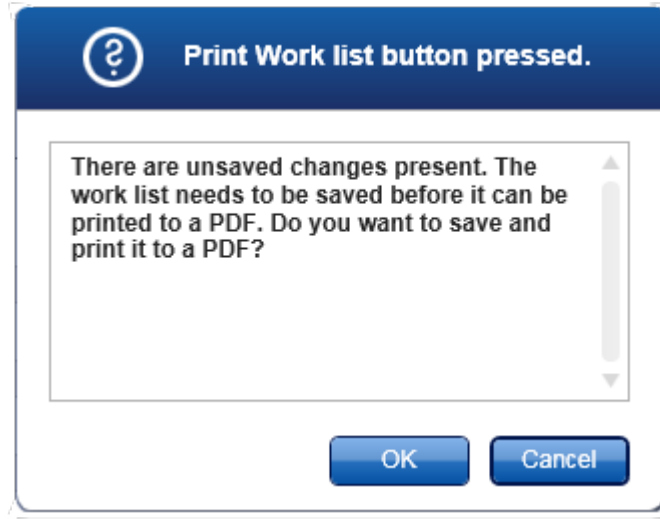 Print Work list button pressed.
There are unsaved changes present. The
work list needs to be saved before it can be
printed to a PDF. Do you want to save and
print it to a PDF?
OK
Cancel